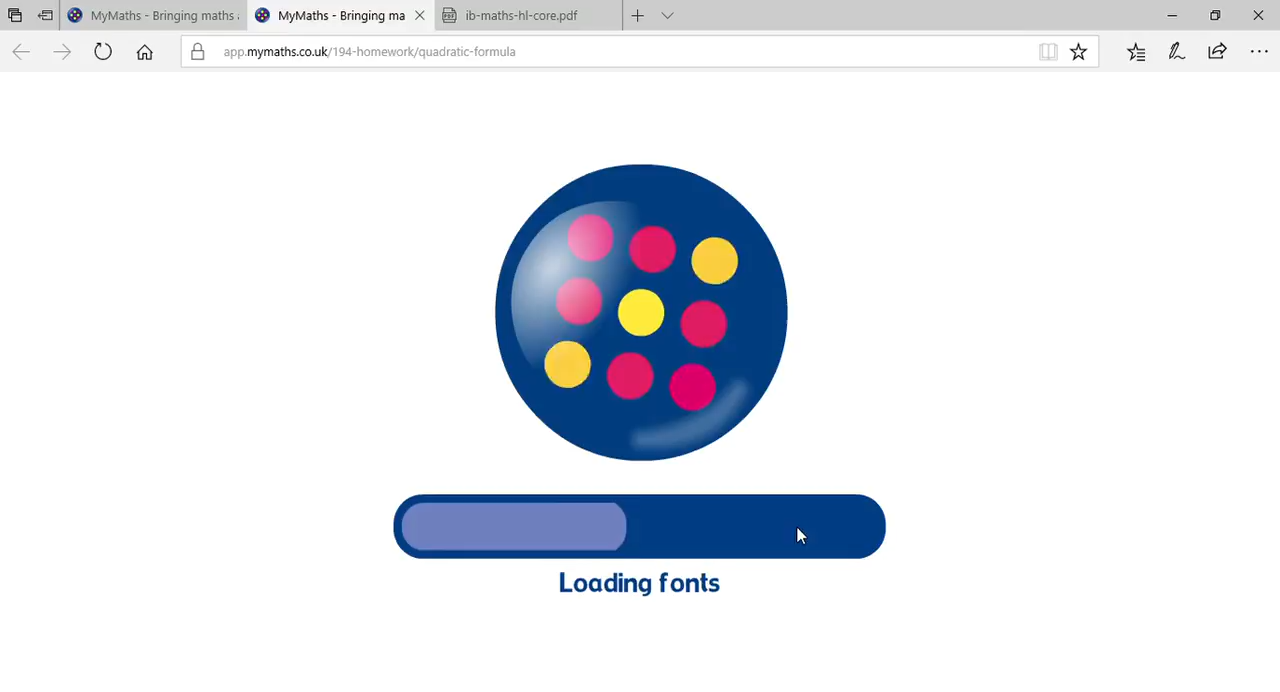 MyMaths - Bringing maths
MyMaths - Bringing ma
ib-maths-hl-core.pdf
app.mymaths.co.uk/194-homework/quadratic-formula
Loading fonts